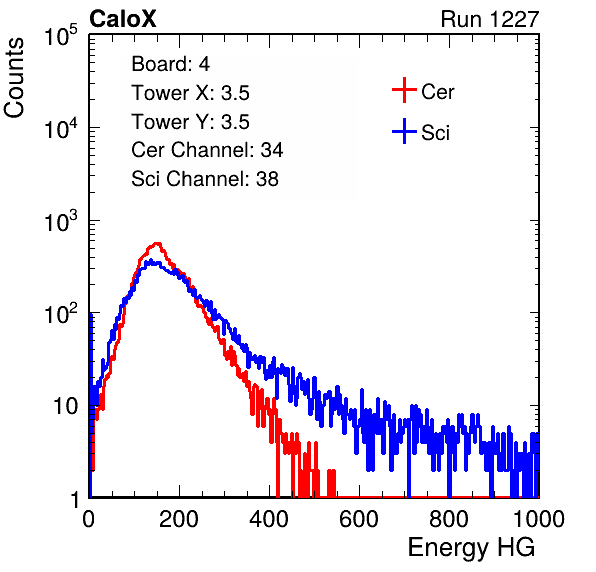 CaloX
Run 1227
Counts
10^5
10^4
10^3
10^2
10
1
Board: 4
Tower X: 3.5
Tower Y: 3.5
Cer Channel: 34
Sci Channel: 38
Cer
Sci
0 200 400 600 800 1000
Energy HG